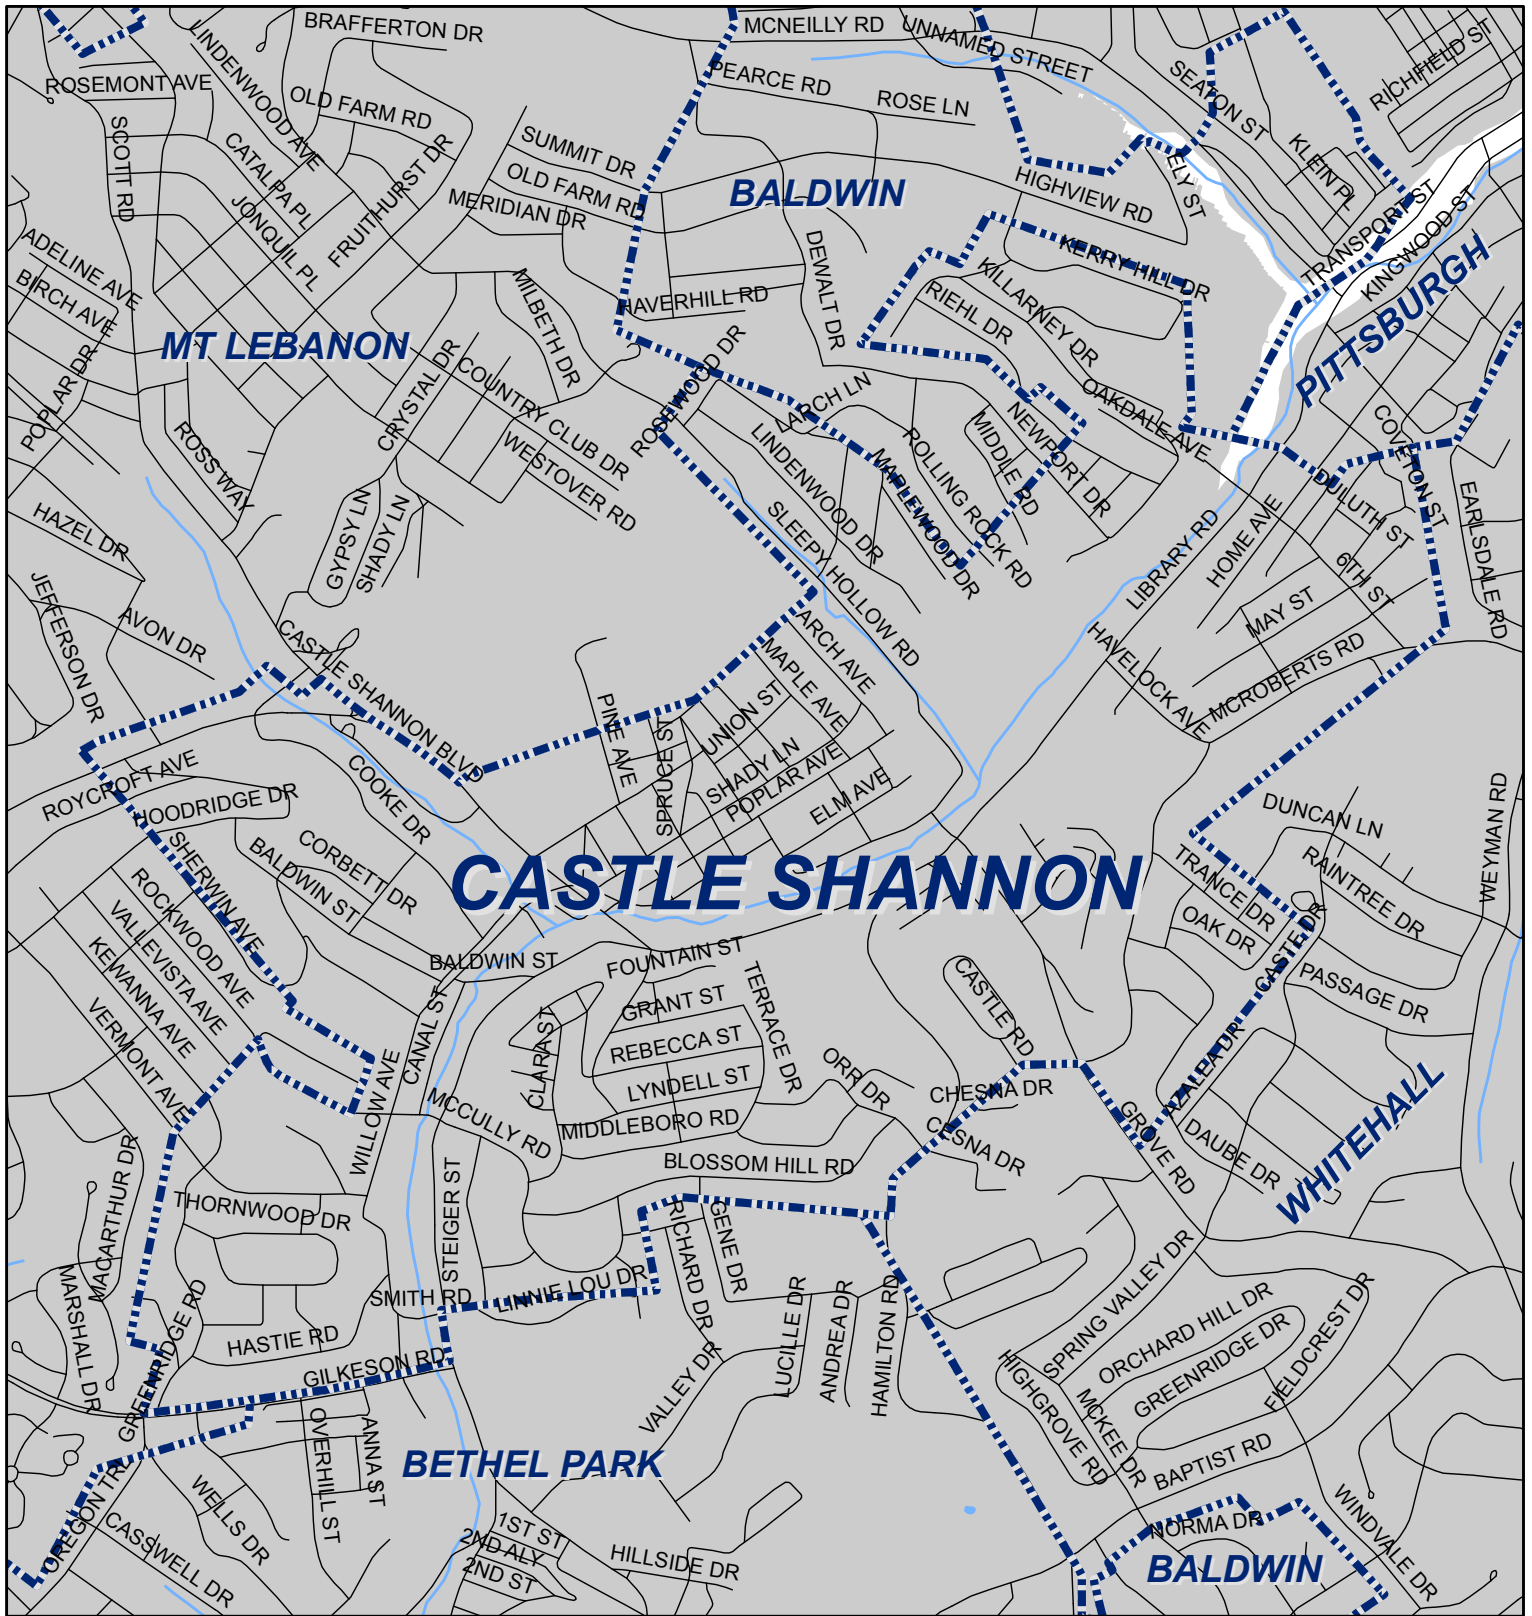 BRAFFERTON DR
MCNEILLY RD
UNNAMED STREET
LINDENWOOD AVE
ROSEMONT AVE
PEARCE RD
ROSE LN
SEATON ST
RICHFIELD ST
OLD FARM RD
SCOTT RD
CATALPA PL
SUMMIT DR
FRUITHURST DR
OLD FARM RD
BALDWIN
HIGHVIEW RD
ELY ST
KLEIN PL
JONQUIL PL
MERIDIAN DR
TRANSPORT ST
KINGWOOD ST
ADELINE AVE
BIRCH AVE
DEWALT DR
KERRY HILL DR
KILLARNEY DR
RIEHL DR
MILBETH DR
HAVERHILL RD
PITTSBURGH
MT LEBANON
POPLAR DR
CRYSTAL DR
COUNTRY CLUB DR
ROSEWOOD DR
LARCH LN
OAKDALE AVE
NEWPORT DR
MIDDLE RD
COVETON ST
ROSS WAY
WESTOVER RD
LINDENWOOD DR
MAPLEWOOD DR
ROLLING ROCK RD
DULUTH ST
EARLSDALE RD
HAZEL DR
GYPSY LN
SHADY LN
SLEEPY HOLLOW RD
LIBRARY RD
HOME AVE
6TH ST
JEFFERSON DR
AVON DR
CASTLE SHANNON BLVD
ARCH AVE
MAPLE AVE
MAY ST
HAVELOCK AVE
MCROBERTS RD
PINE AVE
SPRUCE ST
UNION ST
SHADY LN
POPLAR AVE
ELM AVE
ROYCROFT AVE
HOODRIDGE DR
COOKE DR
DUNCAN LN
WEYMAN RD
SHERWIN AVE
BALDWIN ST
CORBETT DR
CASTLE SHANNON
TRANCE DR
RAINTREE DR
ROCKWOOD AVE
VALLEVISTA AVE
KEWANNA AVE
VERMONT AVE
OAK DR
CASTE DR
BALDWIN ST
FOUNTAIN ST
TERRACE DR
CASTLE RD
PASSAGE DR
GRANT ST
CANAL ST
CLARA ST
REBECCA ST
AZALEA DR
LYNDELL ST
ORR DR
CHESNA DR
WILLOW AVE
MCCULLY RD
MIDDLEBORO RD
CESNA DR
GROVE RD
DAUBE DR
WHITEHALL
MACARTHUR DR
BLOSSOM HILL RD
THORNWOOD DR
STEIGER ST
RICHARD DR
GENE DR
SPRING VALLEY DR
MARSHALL DR
SMITH RD
LINNIE LOU DR
LUCILLE DR
ANDREA DR
HAMILTON RD
ORCHARD HILL DR
GREENRIDGE DR
FIELDCREST DR
HASTIE RD
GREENRIDGE RD
GILKESON RD
VALLEY DR
HIGHGROVE RD
MCKEE DR
OVERHILL ST
ANNA ST
BETHEL PARK
BAPTIST RD
OREGON TRL
WELLS DR
WINDVALE DR
CASSWELL DR
1ST ST
2ND ALY
2ND ST
HILLSIDE DR
NORMA DR
BALDWIN